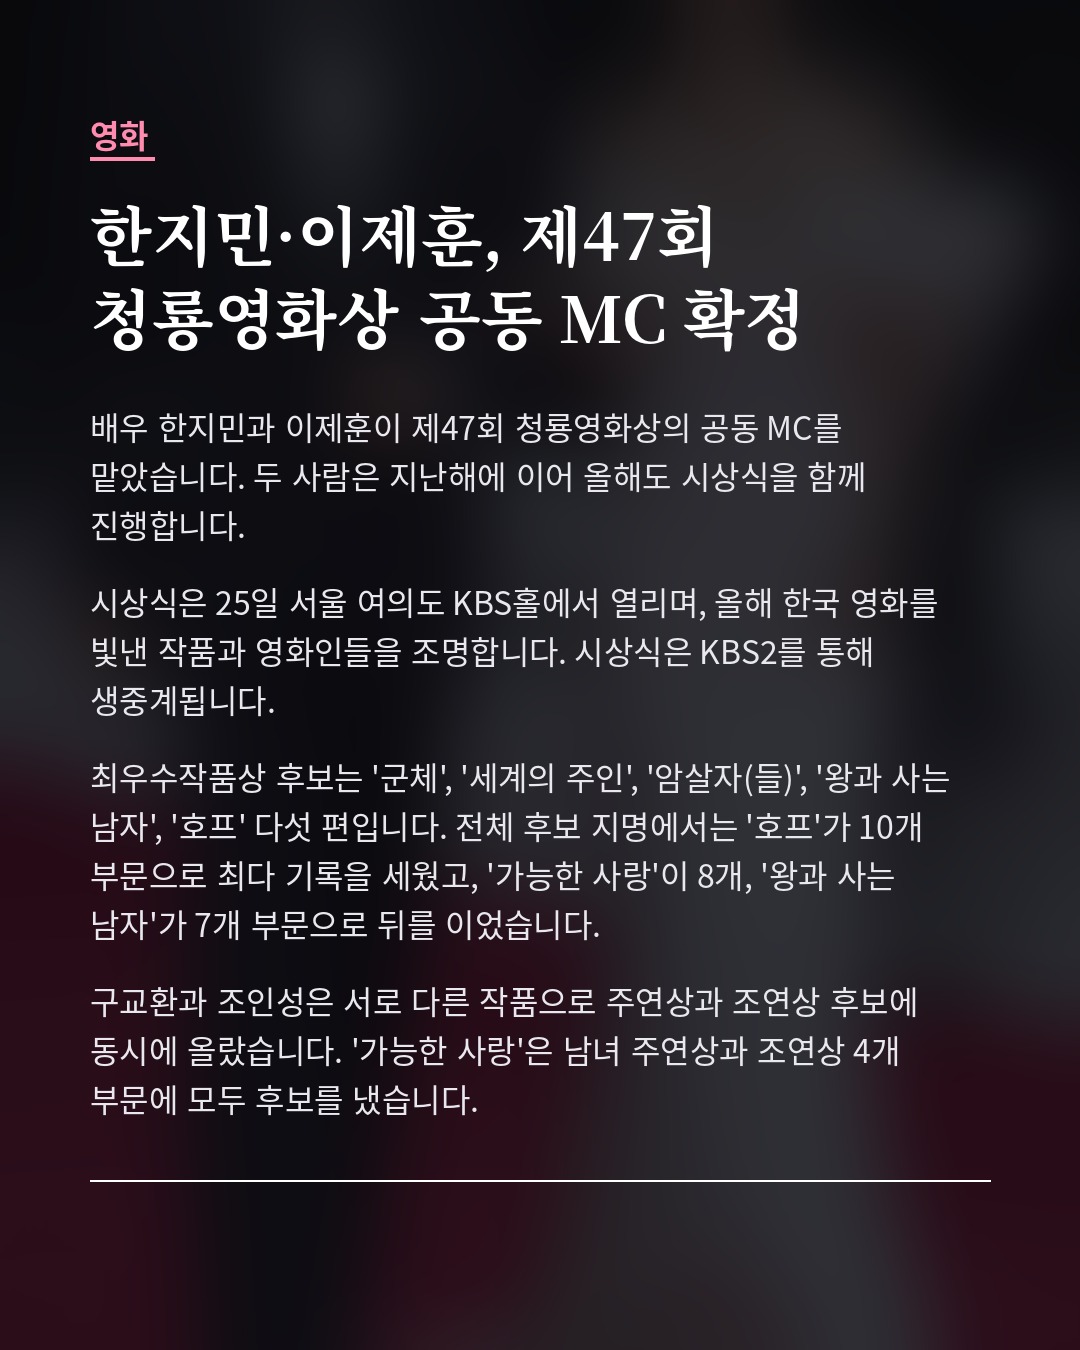 영화
한지민·이제훈, 제47회
청룡영화상 공동 MC 확정
배우 한지민과 이제훈이 제47회 청룡영화상의 공동 MC를
맡았습니다. 두 사람은 지난해에 이어 올해도 시상식을 함께
진행합니다.
시상식은 25일 서울 여의도 KBS홀에서 열리며, 올해 한국 영화를
빛낸 작품과 영화인들을 조명합니다. 시상식은 KBS2를 통해
생중계됩니다.
최우수작품상 후보는 '군체', '세계의 주인', '암살자(들)', '왕과 사는
남자', '호프' 다섯 편입니다. 전체 후보 지명에서는 '호프'가 10개
부문으로 최다 기록을 세웠고, '가능한 사랑'이 8개, '왕과 사는
남자'가 7개 부문으로 뒤를 이었습니다.
구교환과 조인성은 서로 다른 작품으로 주연상과 조연상 후보에
동시에 올랐습니다. '가능한 사랑'은 남녀 주연상과 조연상 4개
부문에 모두 후보를 냈습니다.